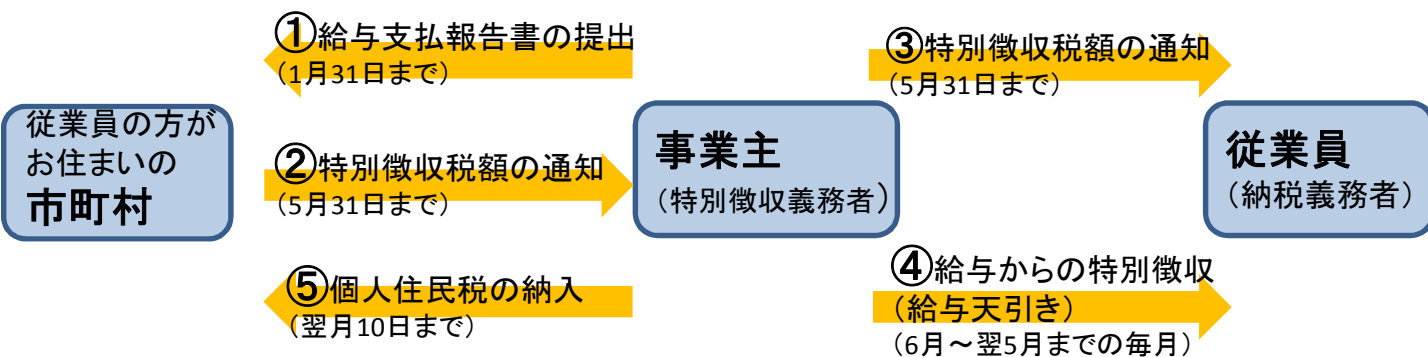 ①給与支払報告書の提出
(1月31日まで)
③特別徴収税額の通知
(5月31日まで)
従業員の方が
お住まいの
市町村
②特別徴収税額の通知
(5月31日まで)
事業主
(特別徴収義務者)
従業員
(納税義務者)
⑤個人住民税の納入
(翌月10日まで)
④給与からの特別徴収
(給与天引き)
(6月～翌5月までの毎月)